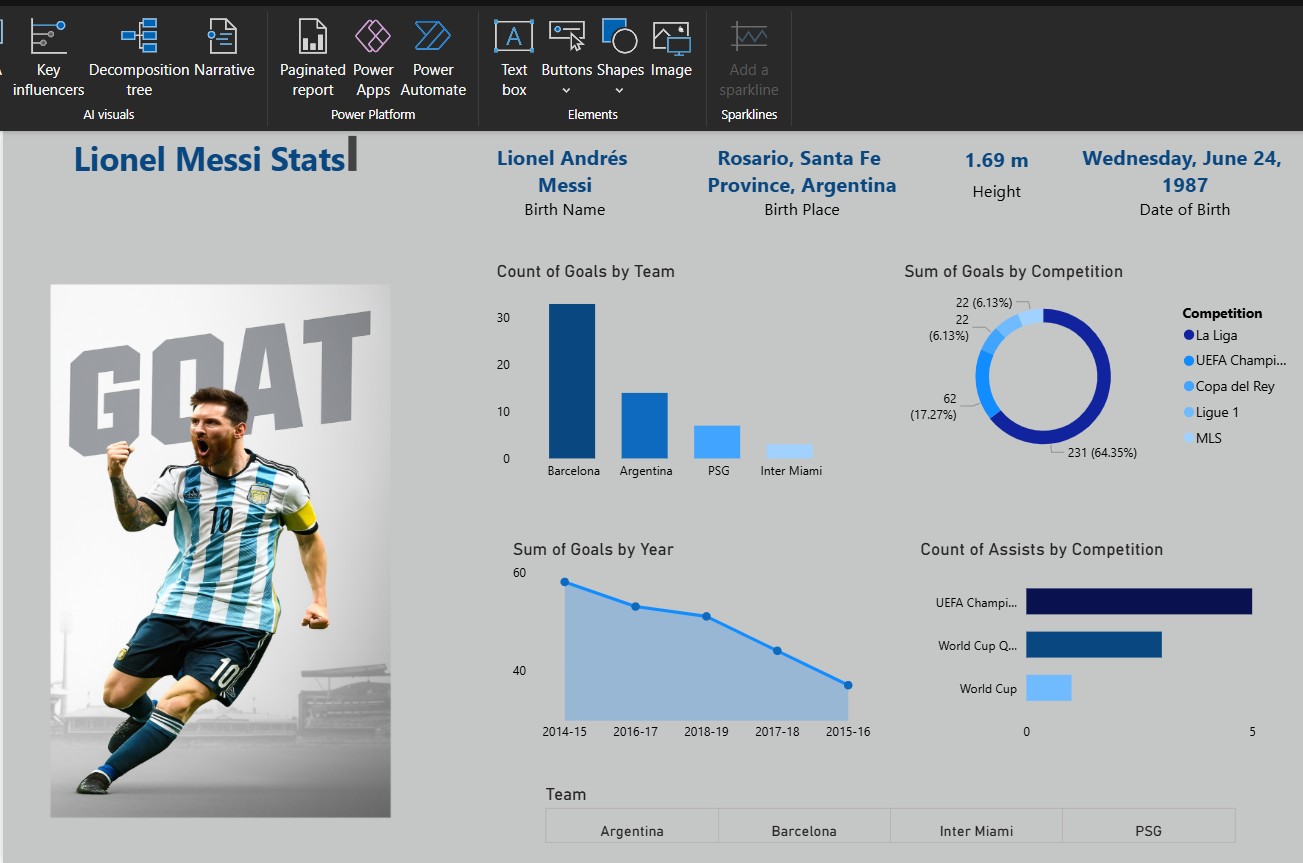 Key
influencers
Decomposition
tree
Narrative
AI visuals
Paginated
report
Power
Apps
Power
Automate
Power Platform
A
Text
box
Buttons
Shapes
Image
Elements
Add a
sparkline
Sparklines
Lionel Messi Stats
Lionel Andrés
Messi
Birth Name
Rosario, Santa Fe
Province, Argentina
Birth Place
1.69 m
Height
Wednesday, June 24,
1987
Date of Birth
GOAT
10
10
Count of Goals by Team
30
20
10
0
Barcelona
Argentina
PSG
Inter Miami
Sum of Goals by Competition
22 (6.13%)
22
(6.13%)
62
(17.27%)
231 (64.35%)
Competition
La Liga
UEFA Champi...
Copa del Rey
Ligue 1
MLS
Sum of Goals by Year
60
40
2014-15
2016-17
2018-19
2017-18
2015-16
Count of Assists by Competition
UEFA Champi...
World Cup Q...
World Cup
0
5
Team
Argentina
Barcelona
Inter Miami
PSG